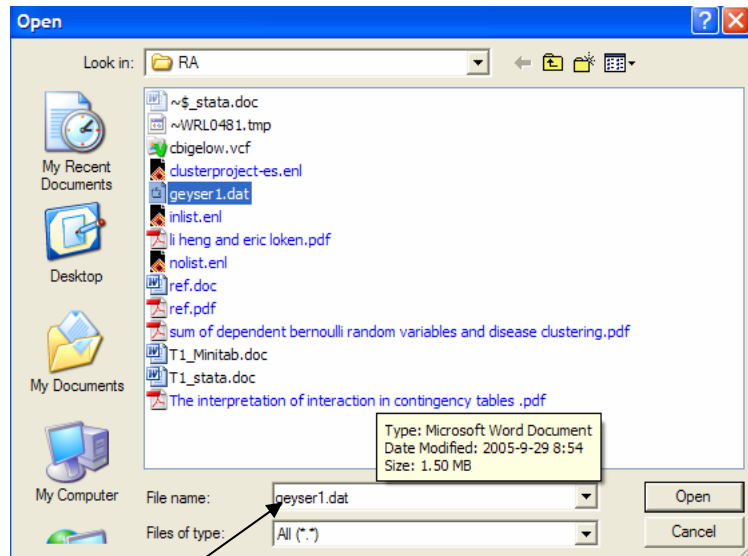 Open
Look in: RA
My Recent Documents
Desktop
My Documents
My Computer
~$_stata.doc
~WRL0481.tmp
cbigelow.vcf
clusterproject-es.enl
geyser1.dat
inlist.enl
li heng and eric loken.pdf
nolist.enl
ref.doc
ref.pdf
sum of dependent bernoulli random variables and disease clustering.pdf
T1_Minitab.doc
T1_stata.doc
The interpretation of interaction in contingency tables .pdf
Type: Microsoft Word Document
Date Modified: 2005-9-29 8:54
Size: 1.50 MB
File name: geyser1.dat Open
Files of type: All (*.*) Cancel